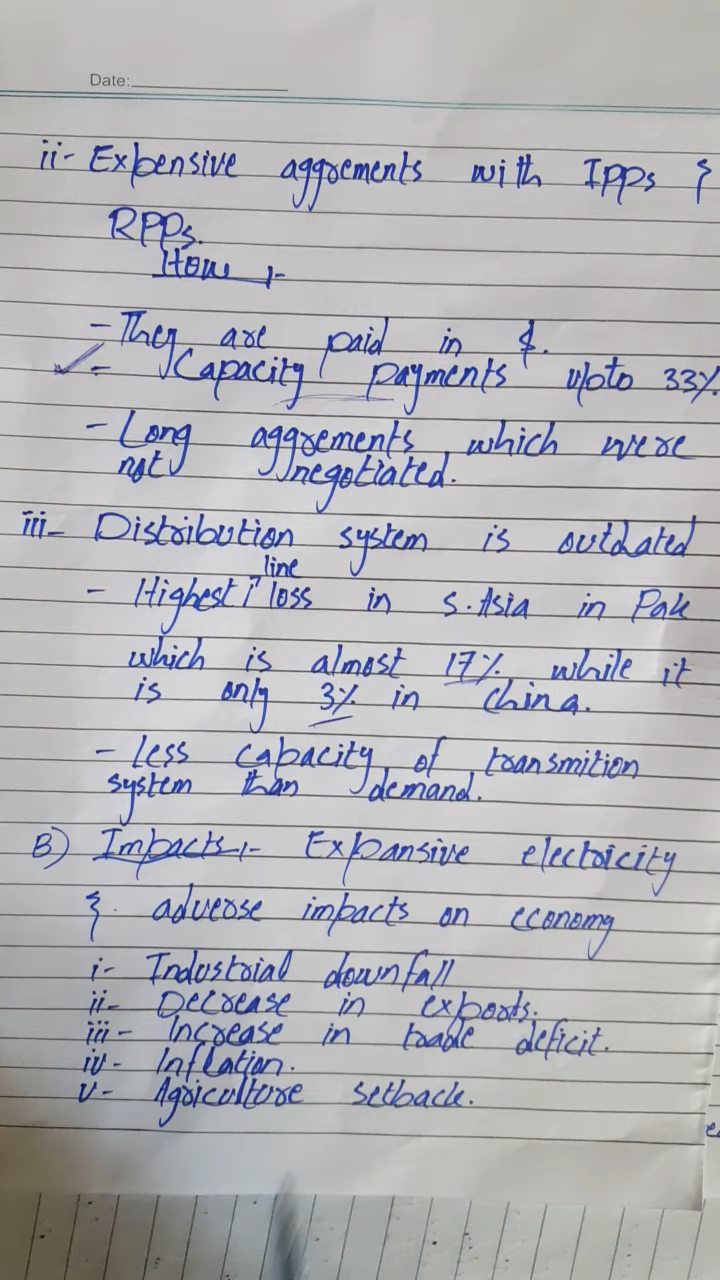 Date:
ii- Expensive aggrements with IPPs &
RPPs.
How :-
- They are paid in $.
- Capacity payments upto 33%
- Long aggrements which were
not negotiated.
iii- Distribution system is outdated
line
- Highest loss in S.Asia in Pak
which is almost 17% while it
is only 3% in China.
- Less capacity of transmition
system than demand.
B) Impacts:- Expansive electricity
& adverse impacts on economy
i- Industrial downfall
ii- Decrease in exports.
iii- Increase in trade deficit.
iv- Inflation.
v- Agriculture setback.